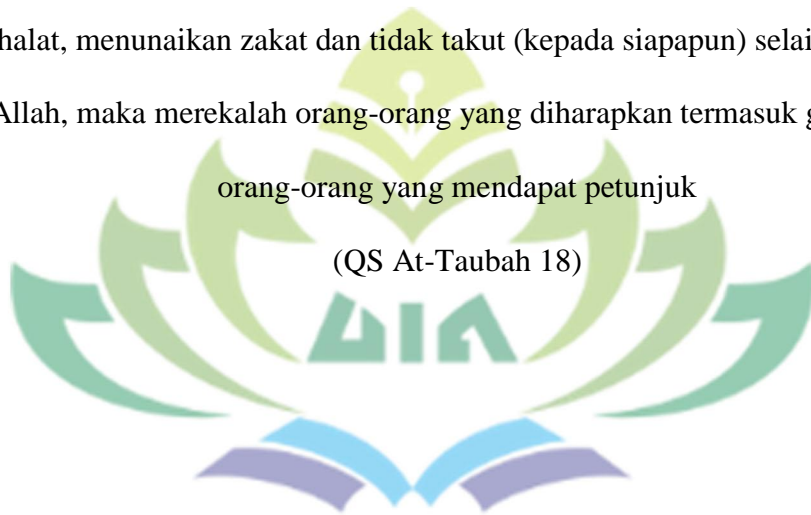 halat, menunaikan zakat dan tidak takut (kepada siapapun) selai
Allah, maka merekalah orang-orang yang diharapkan termasuk g
orang-orang yang mendapat petunjuk
(QS At-Taubah 18)
UIN